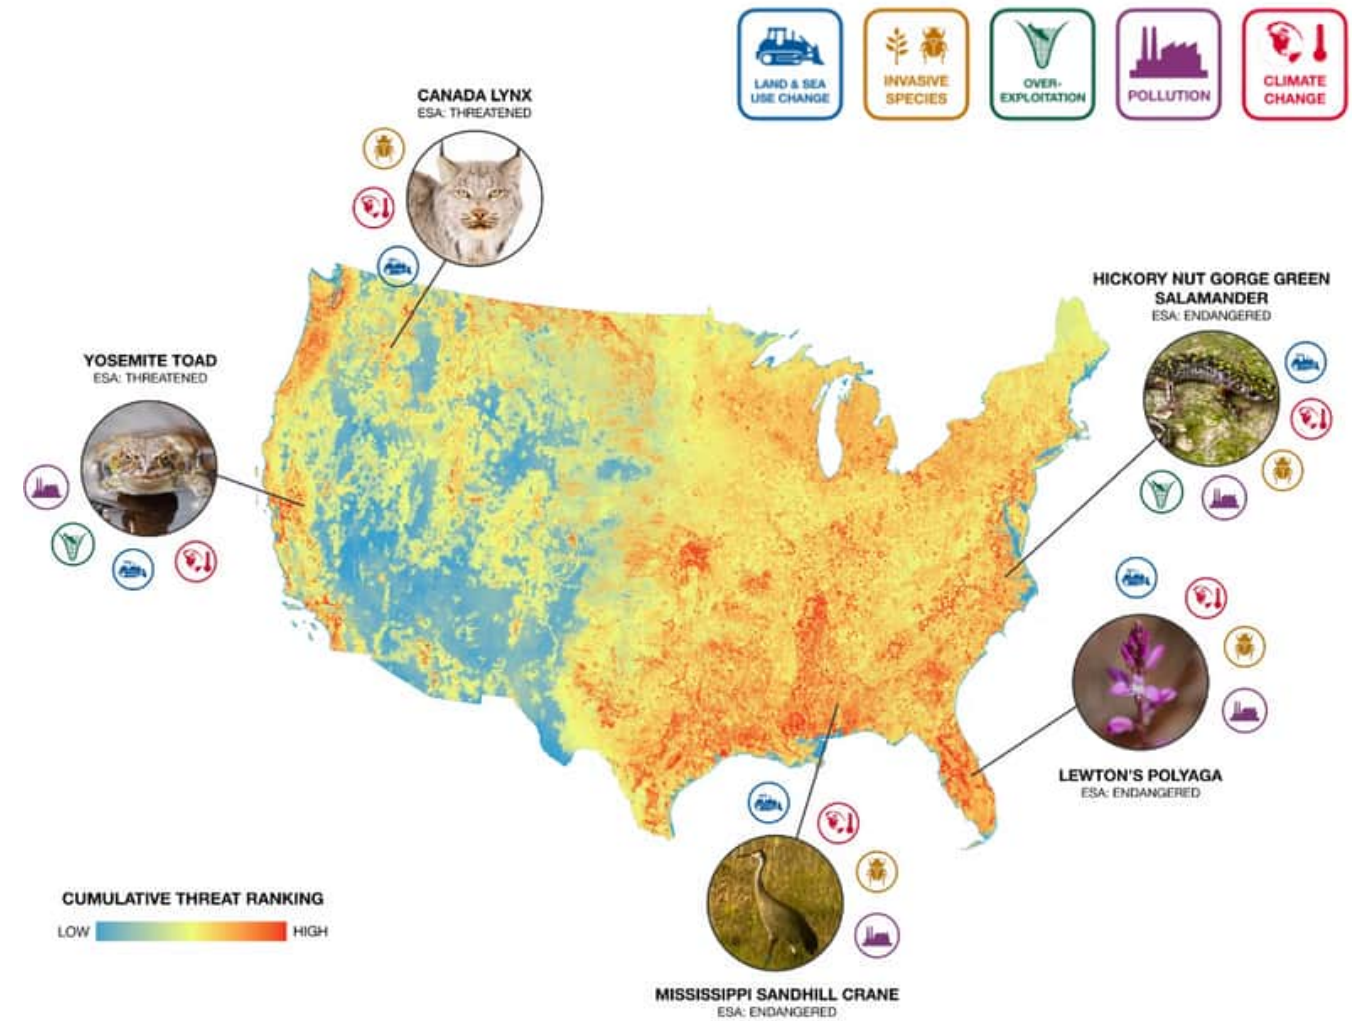 LAND & SEA
USE CHANGE
INVASIVE
SPECIES
OVER-
EXPLOITATION
POLLUTION
CLIMATE
CHANGE
CANADA LYNX
ESA: THREATENED
HICKORY NUT GORGE GREEN
SALAMANDER
ESA: ENDANGERED
YOSEMITE TOAD
ESA: THREATENED
LEWTON'S POLYAGA
ESA: ENDANGERED
CUMULATIVE THREAT RANKING
LOW
HIGH
MISSISSIPPI SANDHILL CRANE
ESA: ENDANGERED